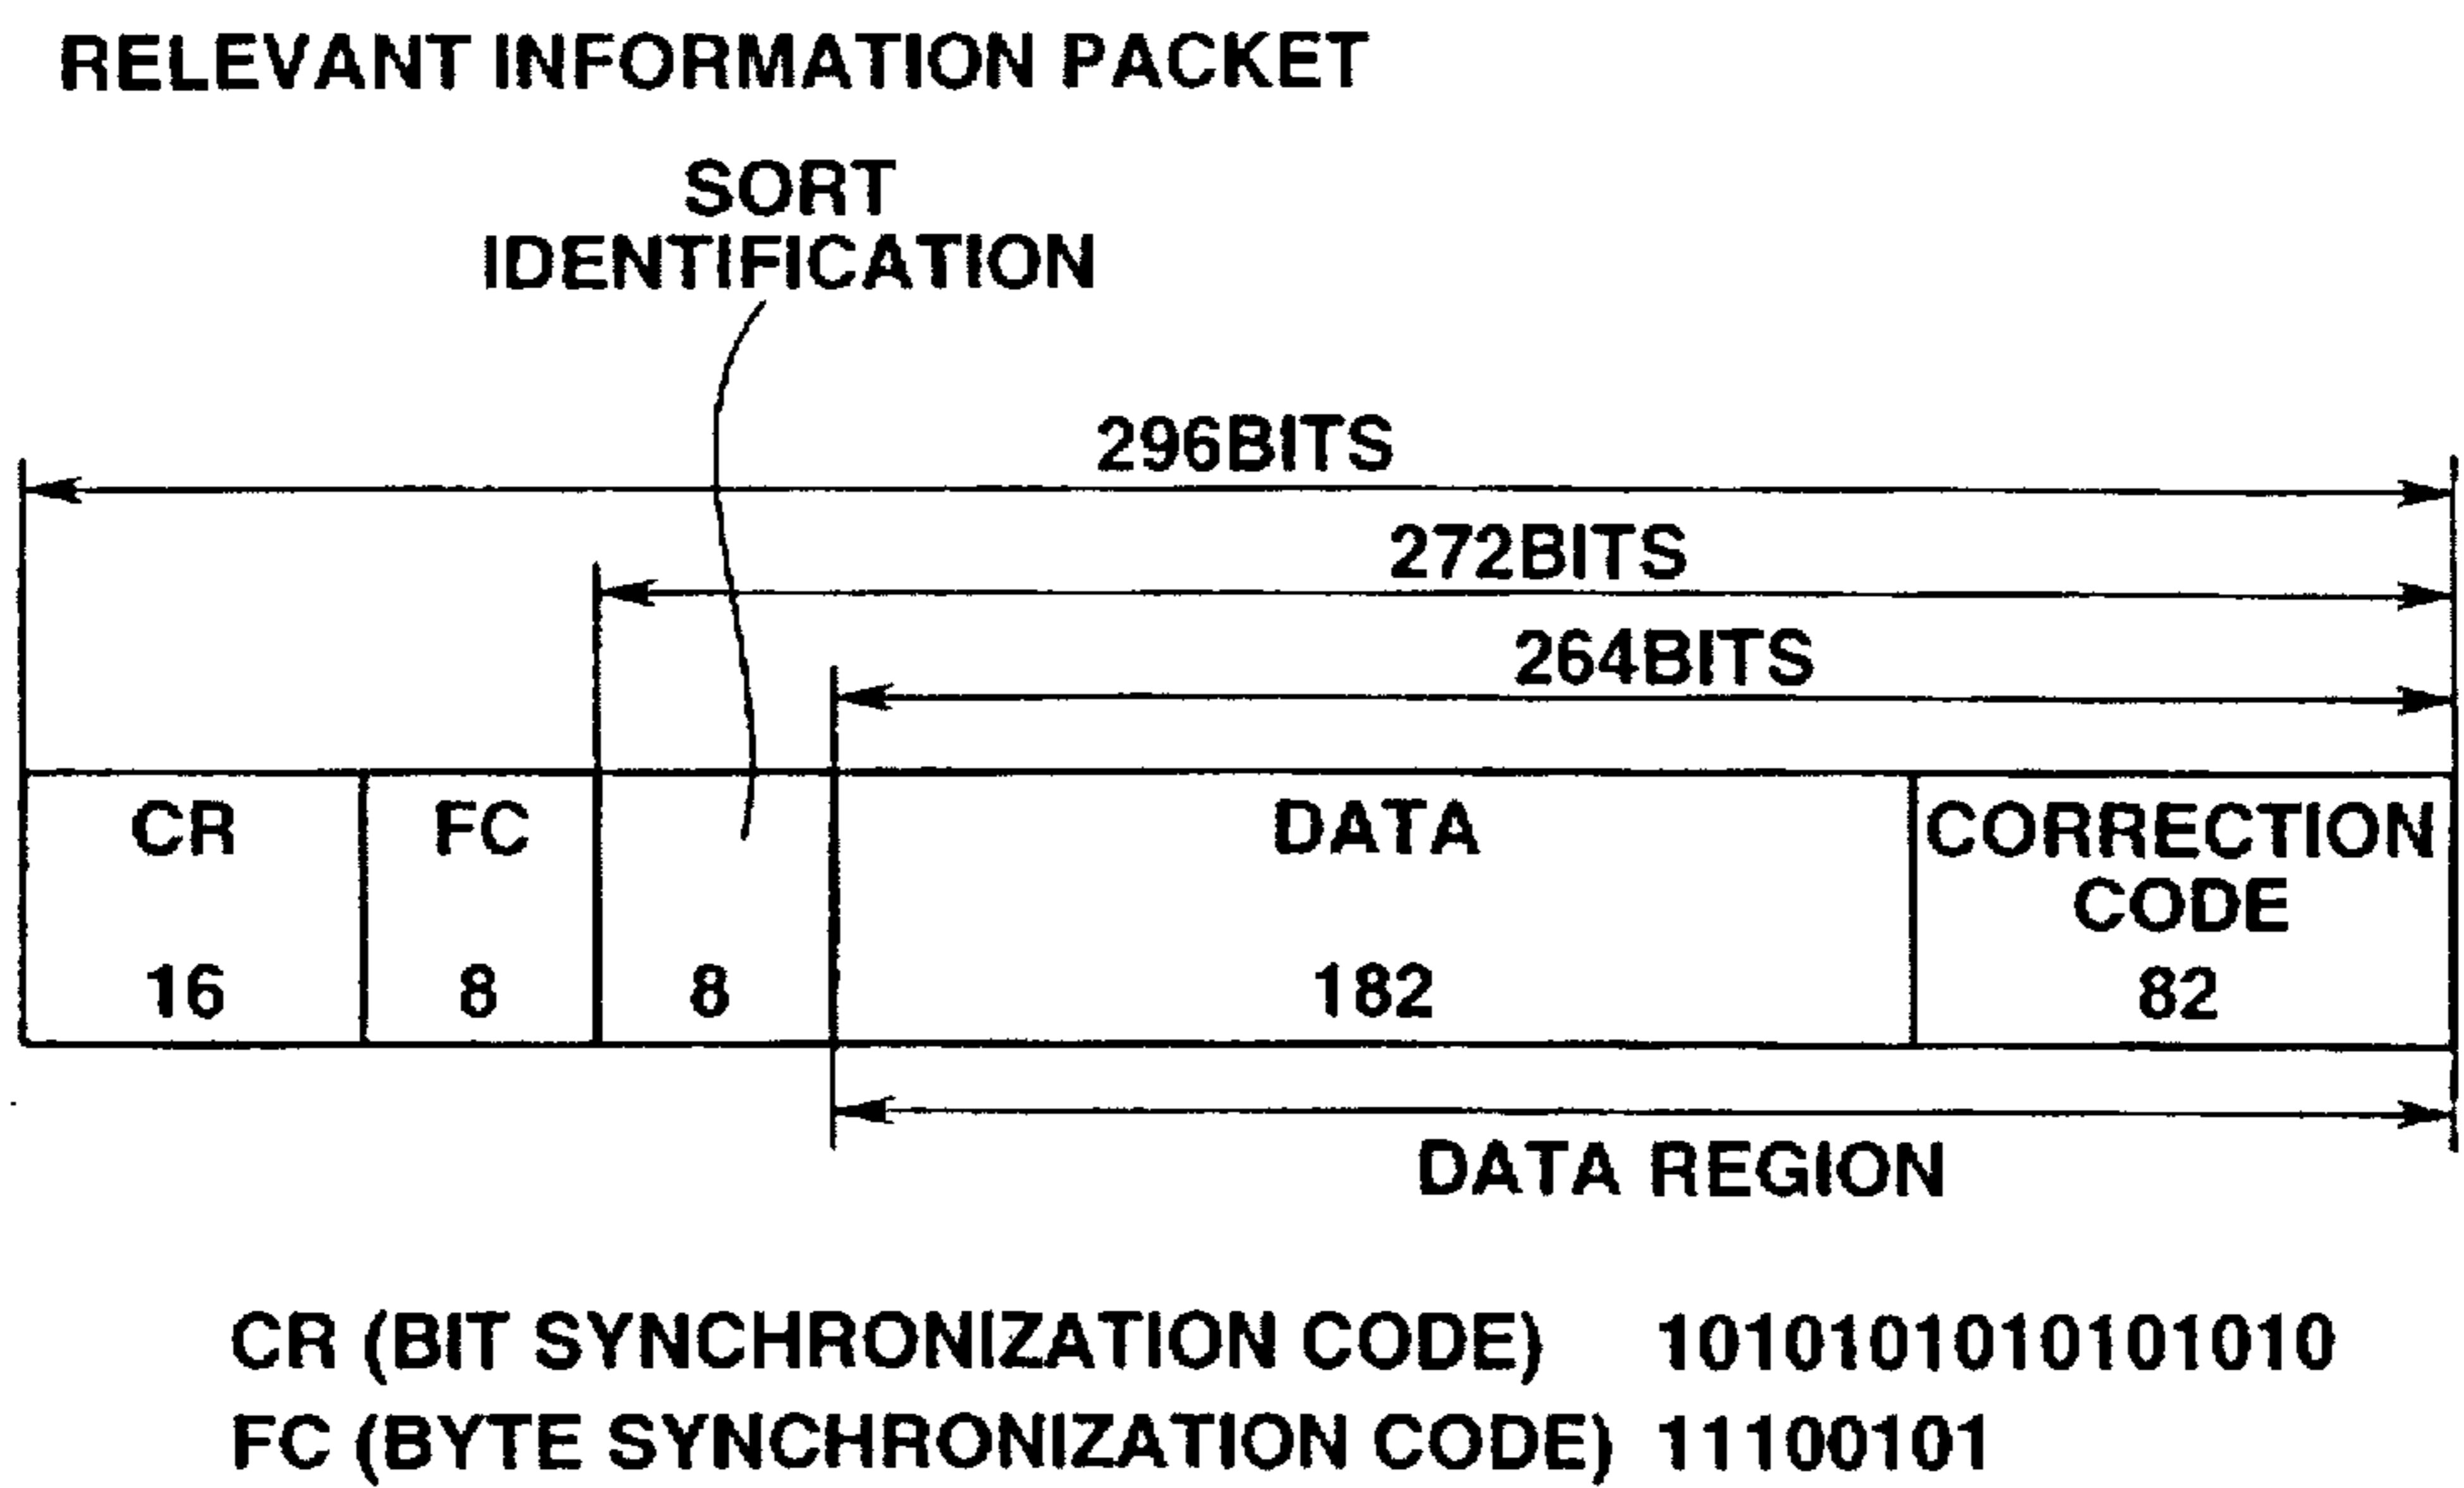 RELEVANT INFORMATION PACKET
SORT
IDENTIFICATION
296BITS
272BITS
264BITS
CR FC DATA CORRECTION
CODE
16 8 8 182 82
DATA REGION
CR (BIT SYNCHRONIZATION CODE) 1010101010101010
FC (BYTE SYNCHRONIZATION CODE) 11100101